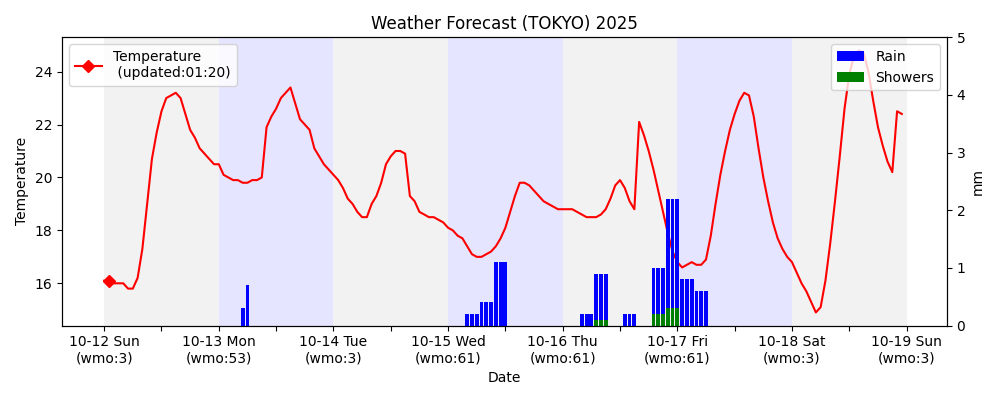 Weather Forecast (TOKYO) 2025
Temperature
(updated:01:20)
Rain
Showers
Temperature
24
22
20
18
16
5
4
3
2
1
0
mm
10-12 Sun
(wmo:3)
10-13 Mon
(wmo:53)
10-14 Tue
(wmo:3)
10-15 Wed
(wmo:61)
10-16 Thu
(wmo:61)
10-17 Fri
(wmo:61)
10-18 Sat
(wmo:3)
10-19 Sun
(wmo:3)
Date